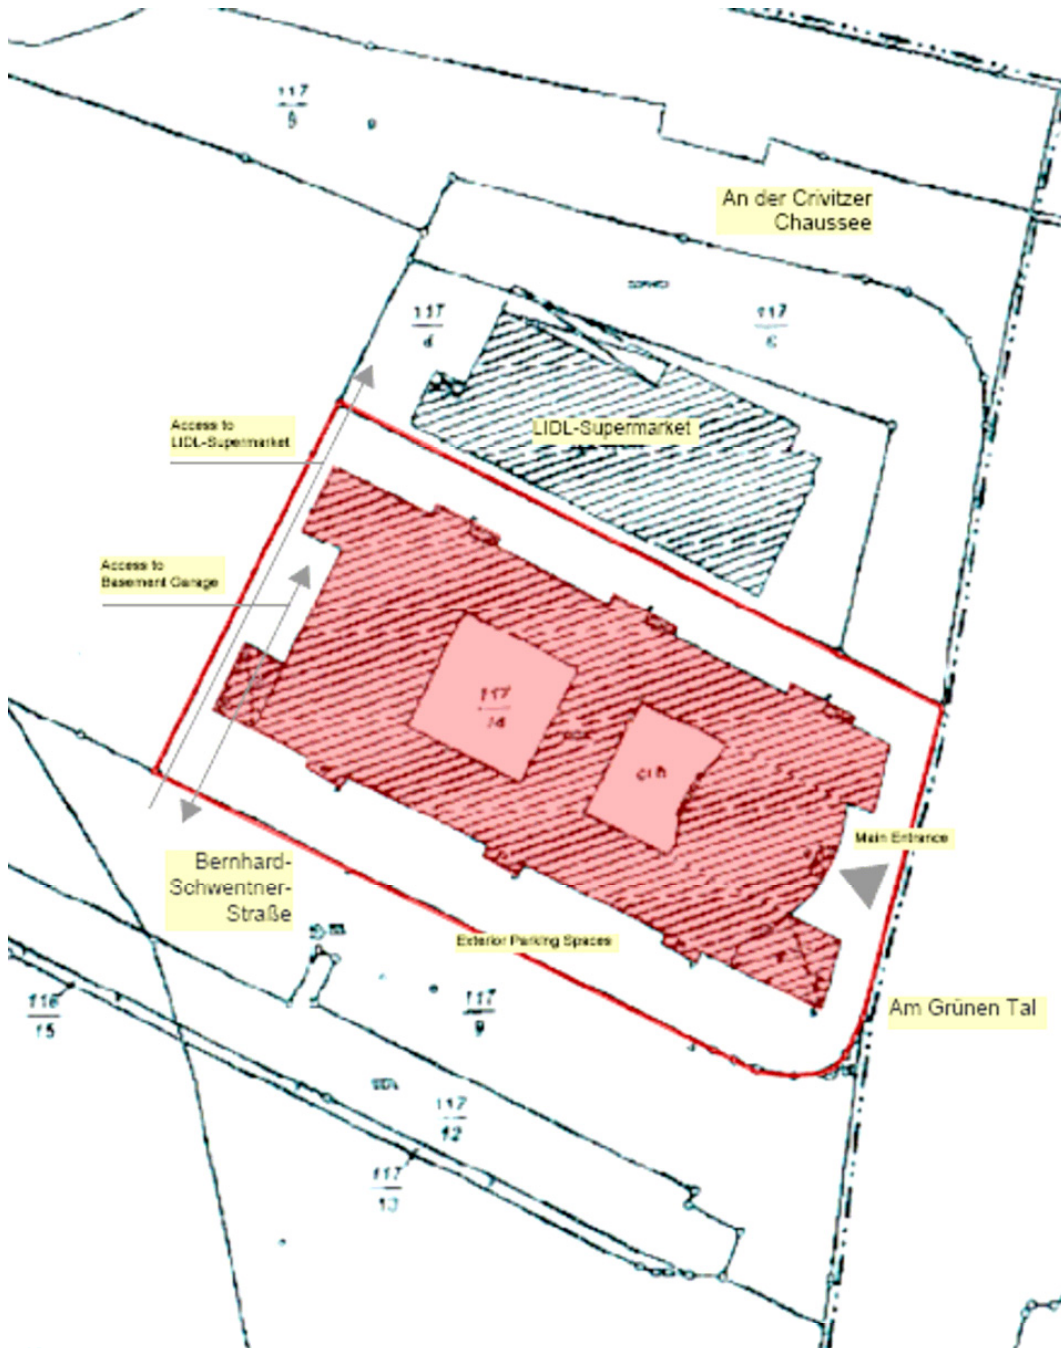 117
An der Crivitzer
Chaussee
117
117
6
Access to
LIDL-Supermarket
LIDL-Supermarket
Access to
Basement Garage
117
14
Main Entrance
Bernhard-
Schwentner-
Straße
Exterior Parking Spaces
Am Grünen Tal
116
15
117
9
117
12
117
13